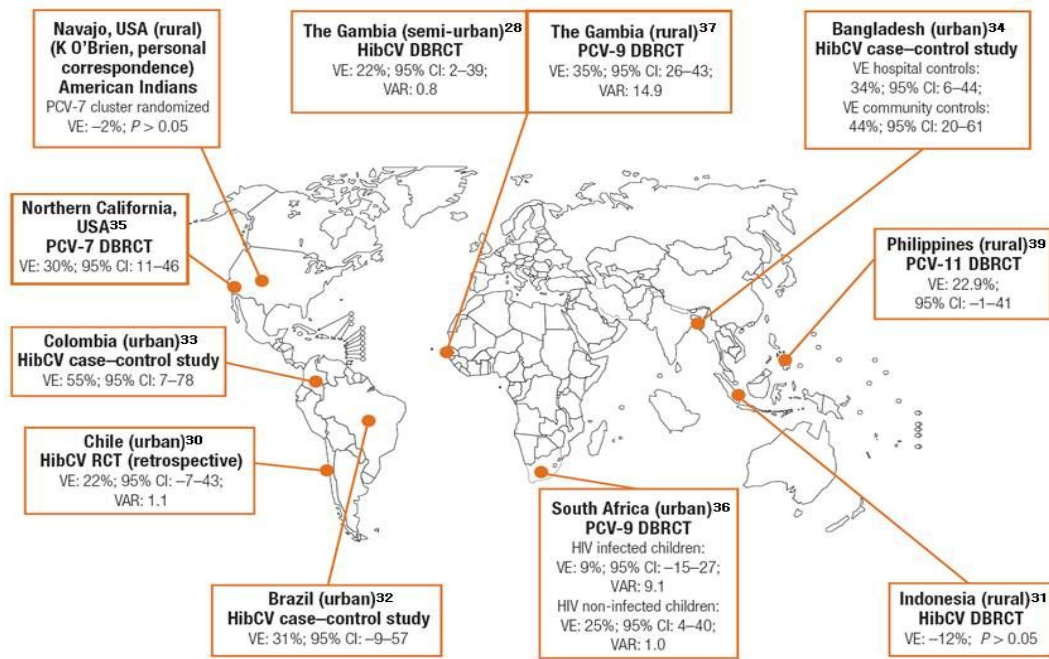 Navajo, USA (rural)
(K O'Brien, personal
correspondence)
American Indians
PCV-7 cluster randomized
VE: –2%; P > 0.05
The Gambia (semi-urban)28
HibCV DBRCT
VE: 22%; 95% CI: 2–39;
VAR: 0.8
The Gambia (rural)37
PCV-9 DBRCT
VE: 35%; 95% CI: 26–43;
VAR: 14.9
Bangladesh (urban)34
HibCV case–control study
VE hospital controls:
34%; 95% CI: 6–44;
VE community controls:
44%; 95% CI: 20–61
Northern California,
USA35
PCV-7 DBRCT
VE: 30%; 95% CI: 11–46
Philippines (rural)39
PCV-11 DBRCT
VE: 22.9%;
95% CI: –1–41
Colombia (urban)33
HibCV case–control study
VE: 55%; 95% CI: 7–78
Chile (urban)30
HibCV RCT (retrospective)
VE: 22%; 95% CI: –7–43;
VAR: 1.1
South Africa (urban)36
PCV-9 DBRCT
HIV infected children:
VE: 9%; 95% CI: –15–27;
VAR: 9.1
HIV non-infected children:
VE: 25%; 95% CI: 4–40;
VAR: 1.0
Brazil (urban)32
HibCV case–control study
VE: 31%; 95% CI: –9–57
Indonesia (rural)31
HibCV DBRCT
VE: –12%; P > 0.05